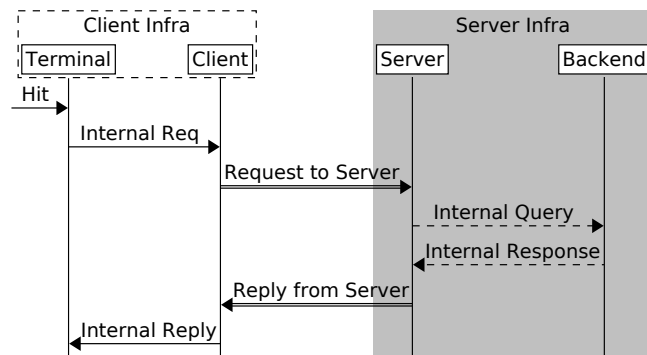 Client Infra
Server Infra
Terminal
Client
Server
Backend
Hit
Internal Req
Request to Server
Internal Query
Internal Response
Reply from Server
Internal Reply